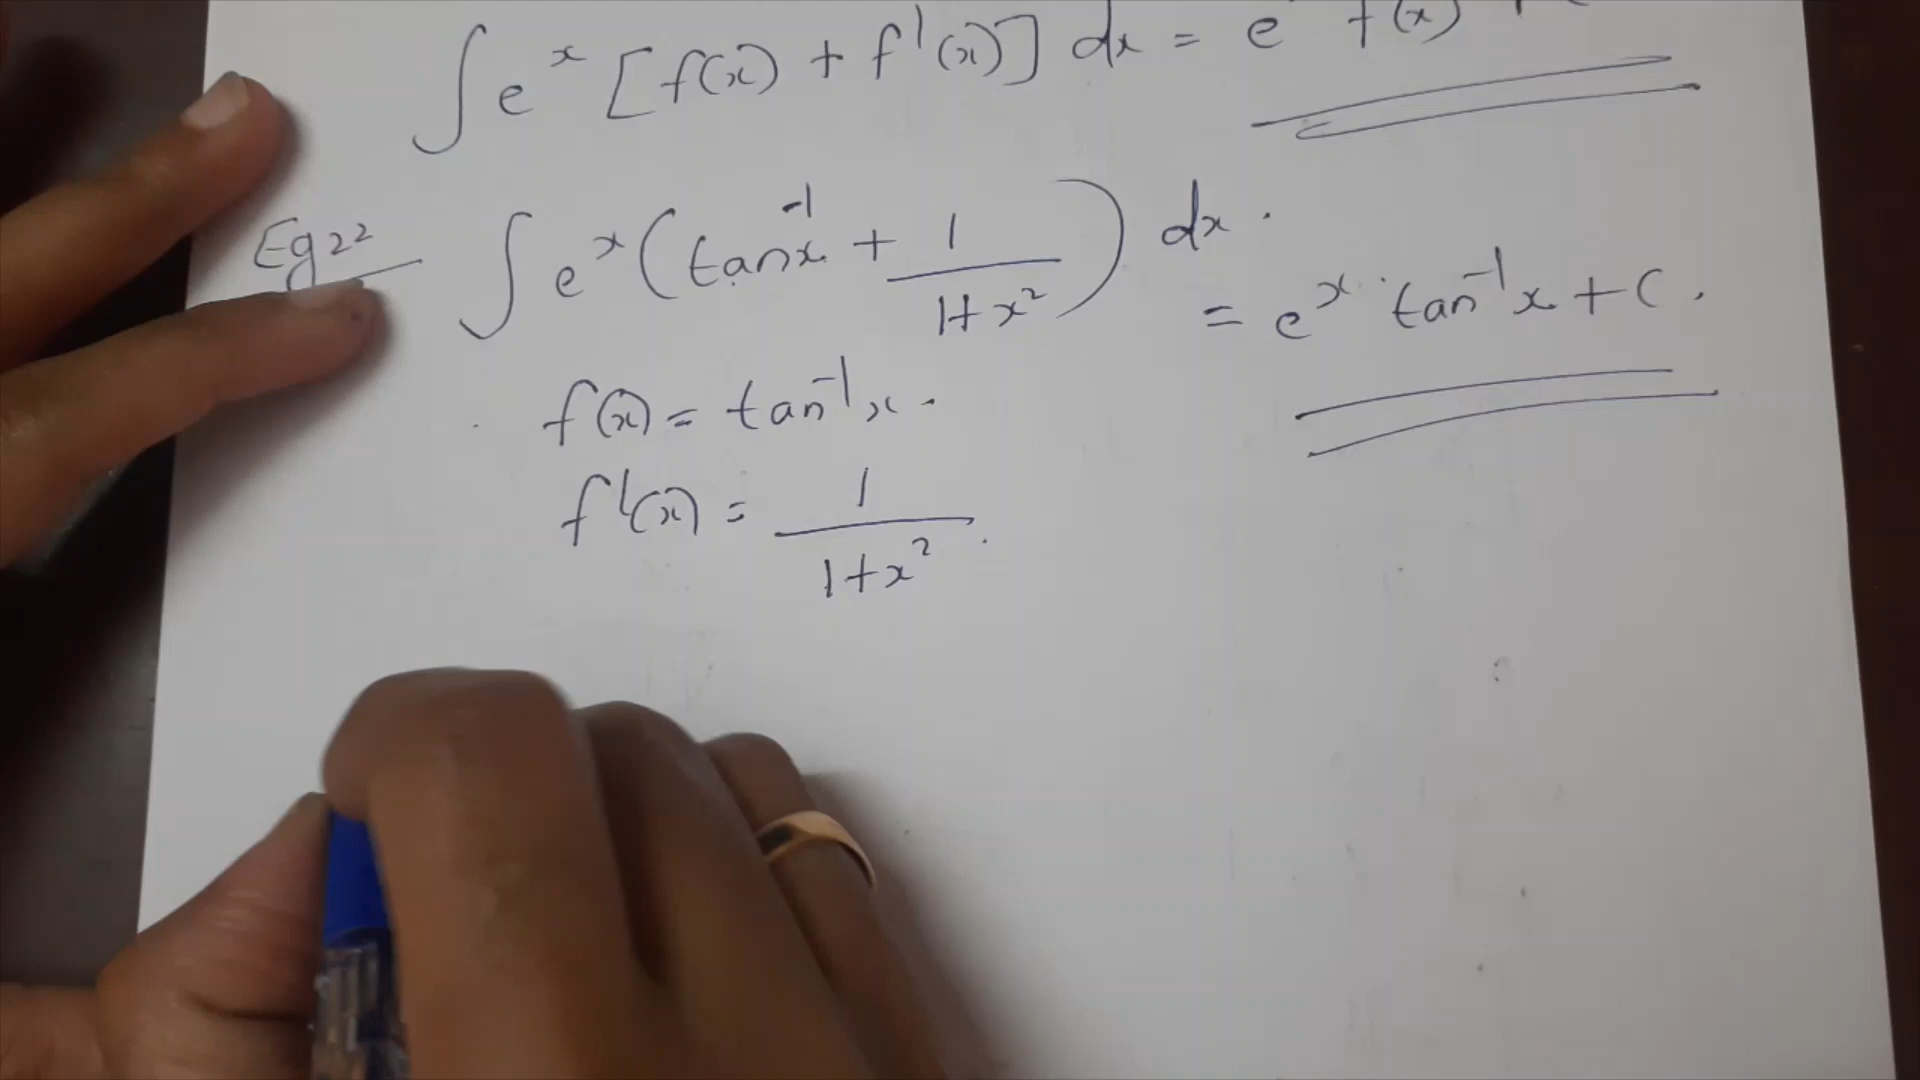 ∫ e^x [f(x) + f'(x)] dx = e f(x)
Eg 22 ∫ e^x (tan^-1 x + 1/(1+x^2)) dx.
= e^x . tan^-1 x + C.
f(x) = tan^-1 x.
f'(x) = 1/(1+x^2).